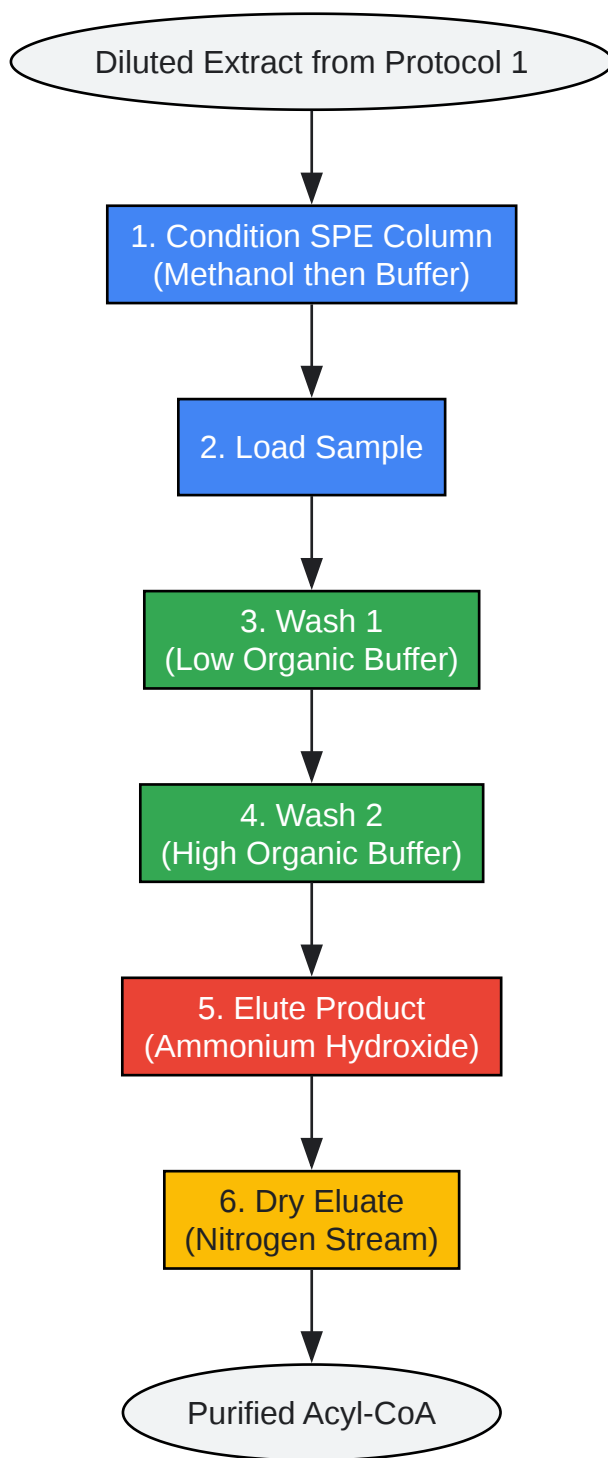 Diluted Extract from Protocol 1
1. Condition SPE Column
(Methanol then Buffer)
2. Load Sample
3. Wash 1
(Low Organic Buffer)
4. Wash 2
(High Organic Buffer)
5. Elute Product
(Ammonium Hydroxide)
6. Dry Eluate
(Nitrogen Stream)
Purified Acyl-CoA